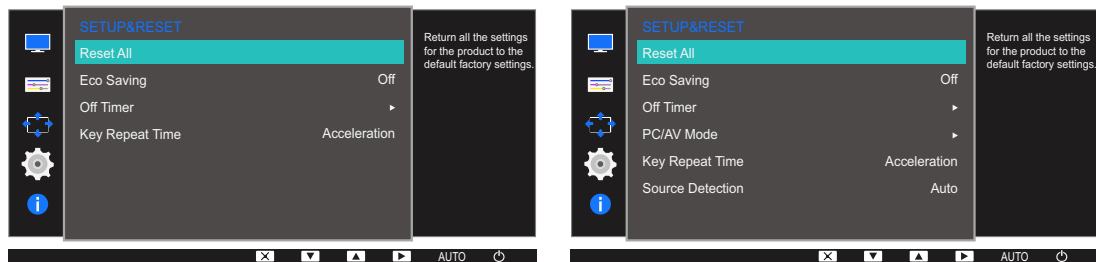 SETUP&RESET
Reset All
Eco Saving Off
Off Timer
Key Repeat Time Acceleration
Return all the settings
for the product to the
default factory settings.
AUTO
SETUP&RESET
Reset All
Eco Saving Off
Off Timer
PC/AV Mode
Key Repeat Time Acceleration
Source Detection Auto
Return all the settings
for the product to the
default factory settings.
AUTO